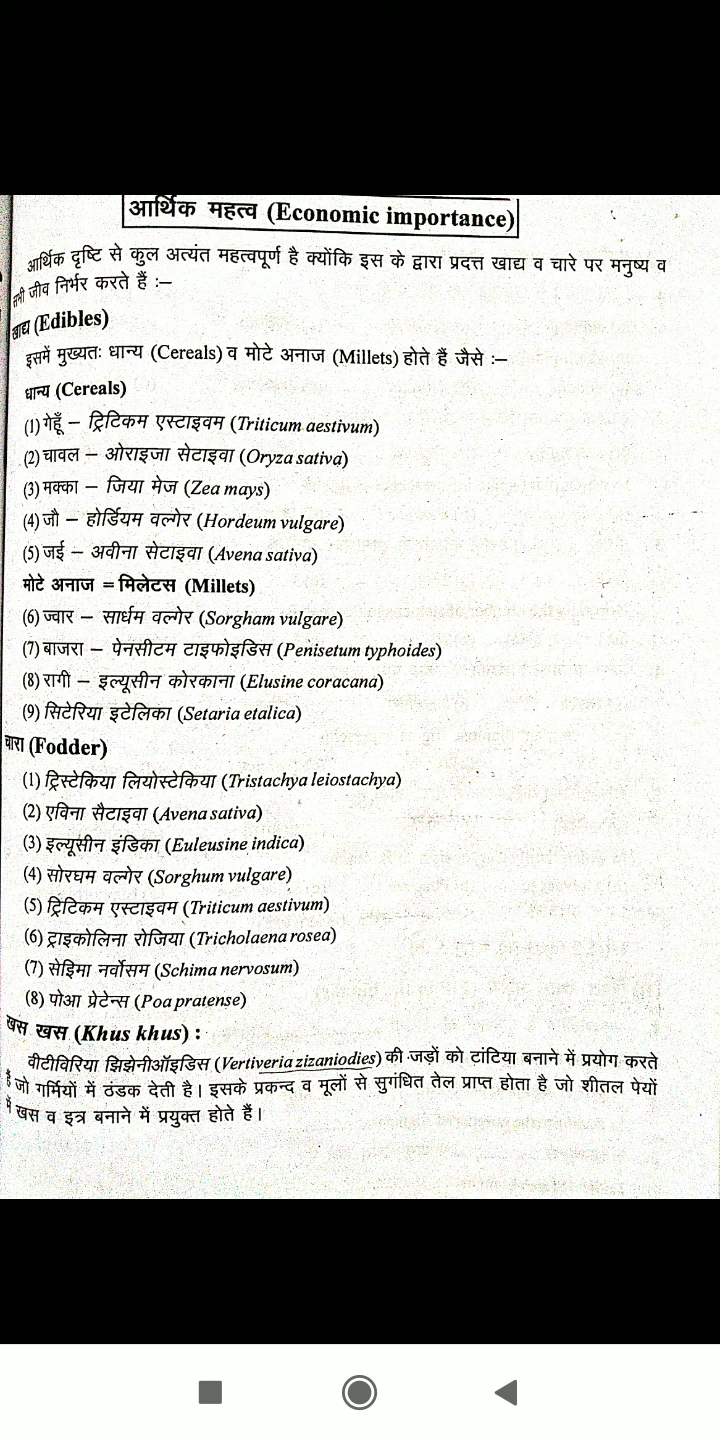 आर्थिक महत्व (Economic importance)
आर्थिक दृष्टि से कुल अत्यंत महत्वपूर्ण है क्योंकि इस के द्वारा प्रदत्त खाद्य व चारे पर मनुष्य व
सभी जीव निर्भर करते हैं :–
खाद्य (Edibles)
इसमें मुख्यतः धान्य (Cereals) व मोटे अनाज (Millets) होते हैं जैसे :–
धान्य (Cereals)
(1) गेहूँ – ट्रिटिकम एस्टाइवम (Triticum aestivum)
(2) चावल – ओराइजा सेटाइवा (Oryza sativa)
(3) मक्का – जिया मेज (Zea mays)
(4) जौ – होर्डियम वल्गेर (Hordeum vulgare)
(5) जई – अवीना सेटाइवा (Avena sativa)
मोटे अनाज = मिलेटस (Millets)
(6) ज्वार – सार्धम वल्गेर (Sorgham vulgare)
(7) बाजरा – पेनसीटम टाइफोइडिस (Penisetum typhoides)
(8) रागी – इल्यूसीन कोरकाना (Elusine coracana)
(9) सिटेरिया इटेलिका (Setaria etalica)
चारा (Fodder)
(1) ट्रिस्टेकिया लियोस्टेकिया (Tristachya leiostachya)
(2) एविना सैटाइवा (Avena sativa)
(3) इल्यूसीन इंडिका (Euleusine indica)
(4) सोरघम वल्गेर (Sorghum vulgare)
(5) ट्रिटिकम एस्टाइवम (Triticum aestivum)
(6) ट्राइकोलिना रोजिया (Tricholaena rosea)
(7) सेइिमा नर्वोसम (Schima nervosum)
(8) पोआ प्रेटेन्स (Poa pratense)
खस खस (Khus khus) :
वीटीविरिया झिझेनीऑइडिस (Vertiveria zizaniodies) की जड़ों को टांटिया बनाने में प्रयोग करते
हैं जो गर्मियों में ठंडक देती है। इसके प्रकन्द व मूलों से सुगंधित तेल प्राप्त होता है जो शीतल पेयों
में खस व इत्र बनाने में प्रयुक्त होते हैं।